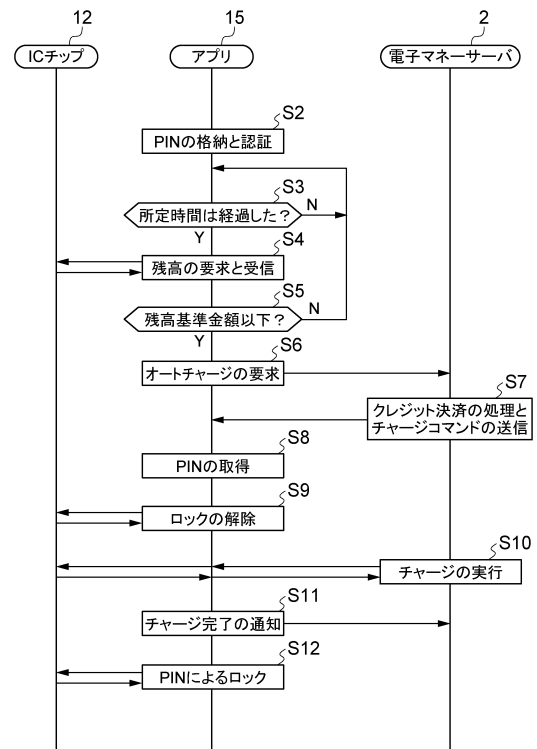 12
15
2
ICチップ
アプリ
電子マネーサーバ
S2
PINの格納と認証
S3
所定時間は経過した？
N
Y
S4
残高の要求と受信
S5
残高基準金額以下？
N
Y
S6
オートチャージの要求
S7
クレジット決済の処理と
チャージコマンドの送信
S8
PINの取得
S9
ロックの解除
S10
チャージの実行
S11
チャージ完了の通知
S12
PINによるロック